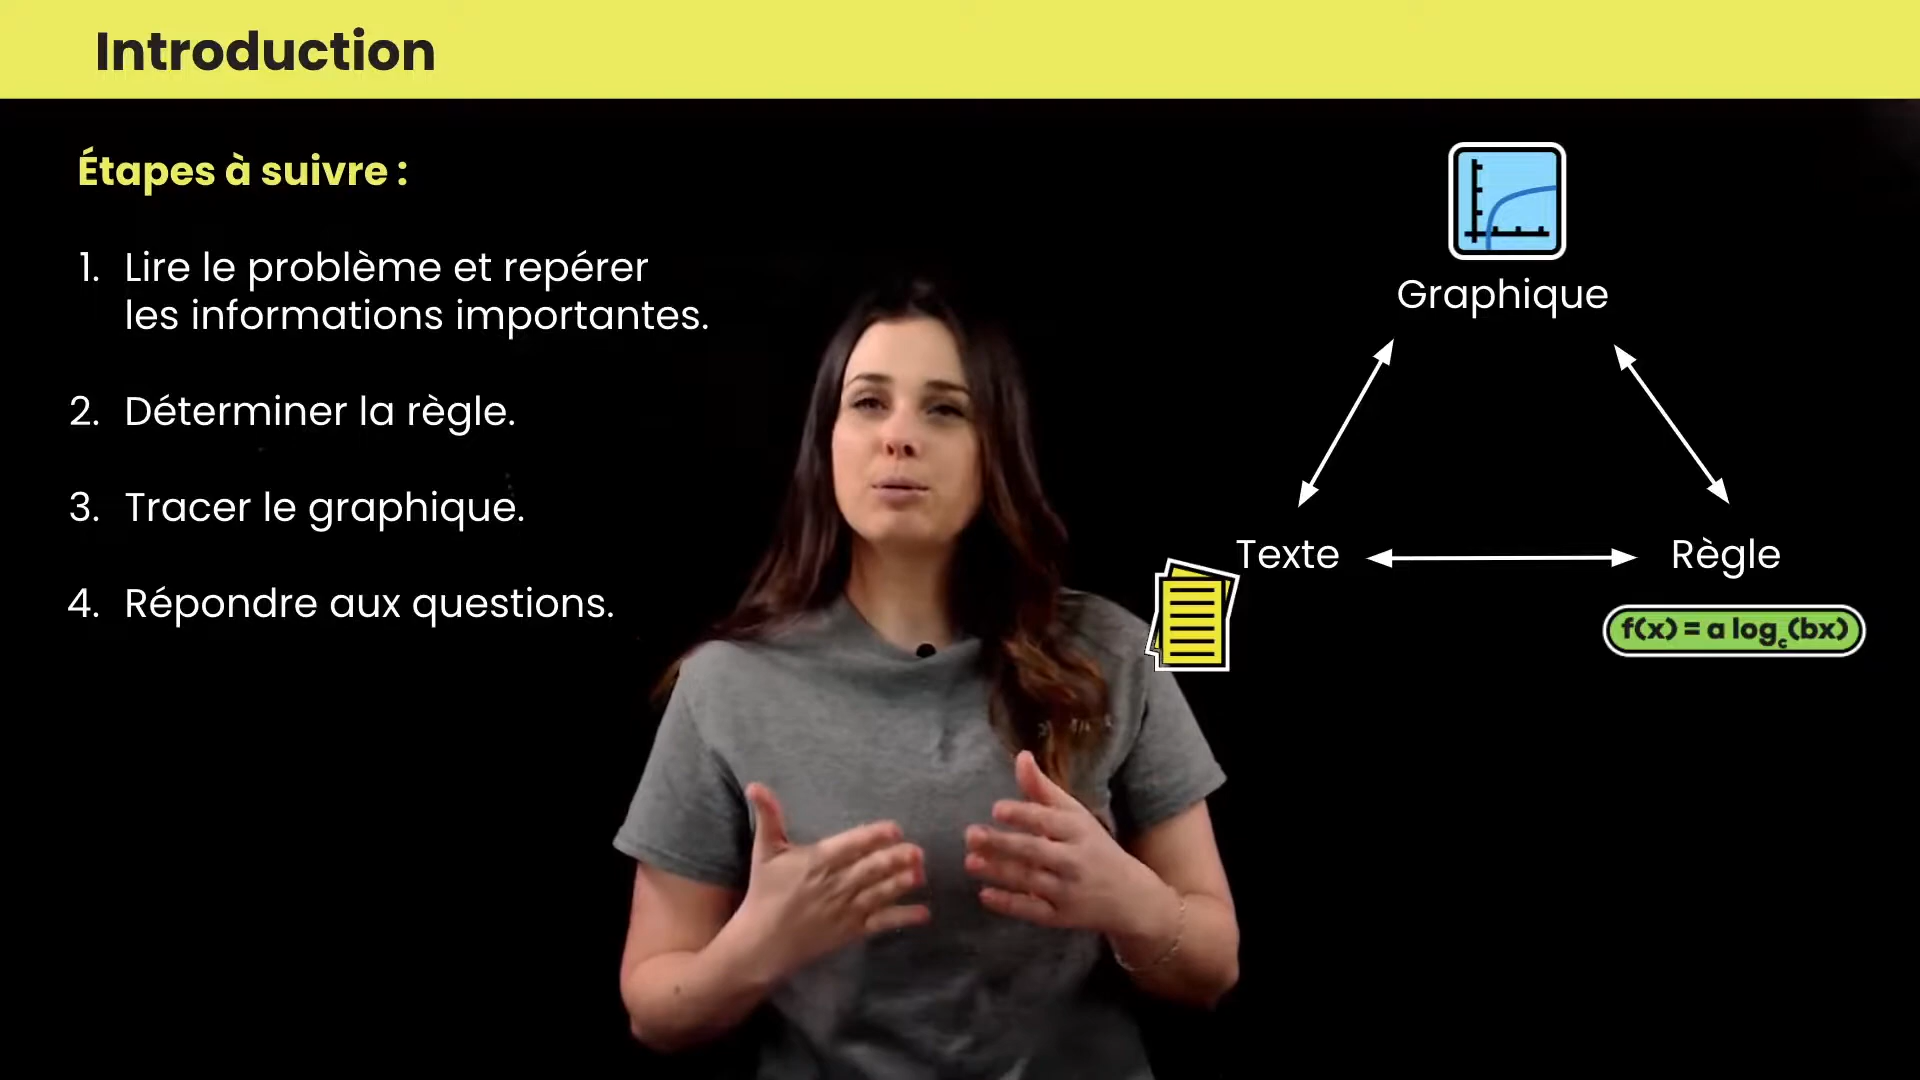 Introduction
Étapes à suivre :
1. Lire le problème et repérer
les informations importantes.
2. Déterminer la règle.
3. Tracer le graphique.
4. Répondre aux questions.
Graphique
Texte
Règle
f(x) = a log_c(bx)